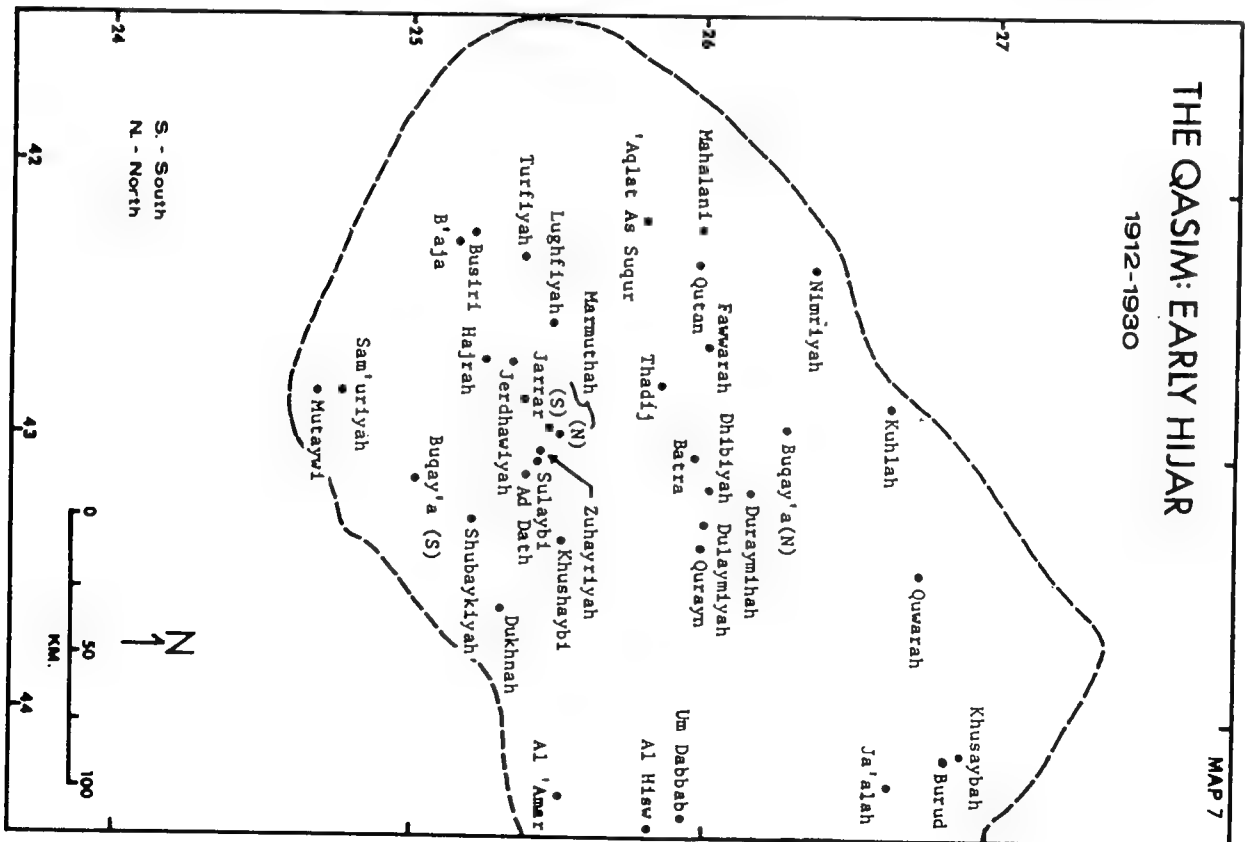 THE QASIM: EARLY HIJAR
1912-1930
MAP 7
-27
-26
-25
-24
42
43
44
Nimriyah
Kuhlah
Quwarah
Khusaybah
Burud
Ja'alah
Mahalani
Qutan
Fawwarah
Dhibiyah
Dulaymiyah
Buqay'a(N)
Duraymihah
Qurayn
Batra
Thadij
'Aqlat As Suqur
Um Dabbab
Al Hisw
Marmuthah
(N)
(S)
Zuhayriyah
Lughfiyah
Turfiyah
Jarrar
Jerdhawiyah
Sulaybi
Ad Dath
Khushaybi
Al 'Amar
Busiri
Hajrah
B'aja
Dukhnah
Shubaykiyah
Buqay'a (S)
Sam'uriyah
Mutaywi
S. - South
N. - North
N
0
50
100
KM.